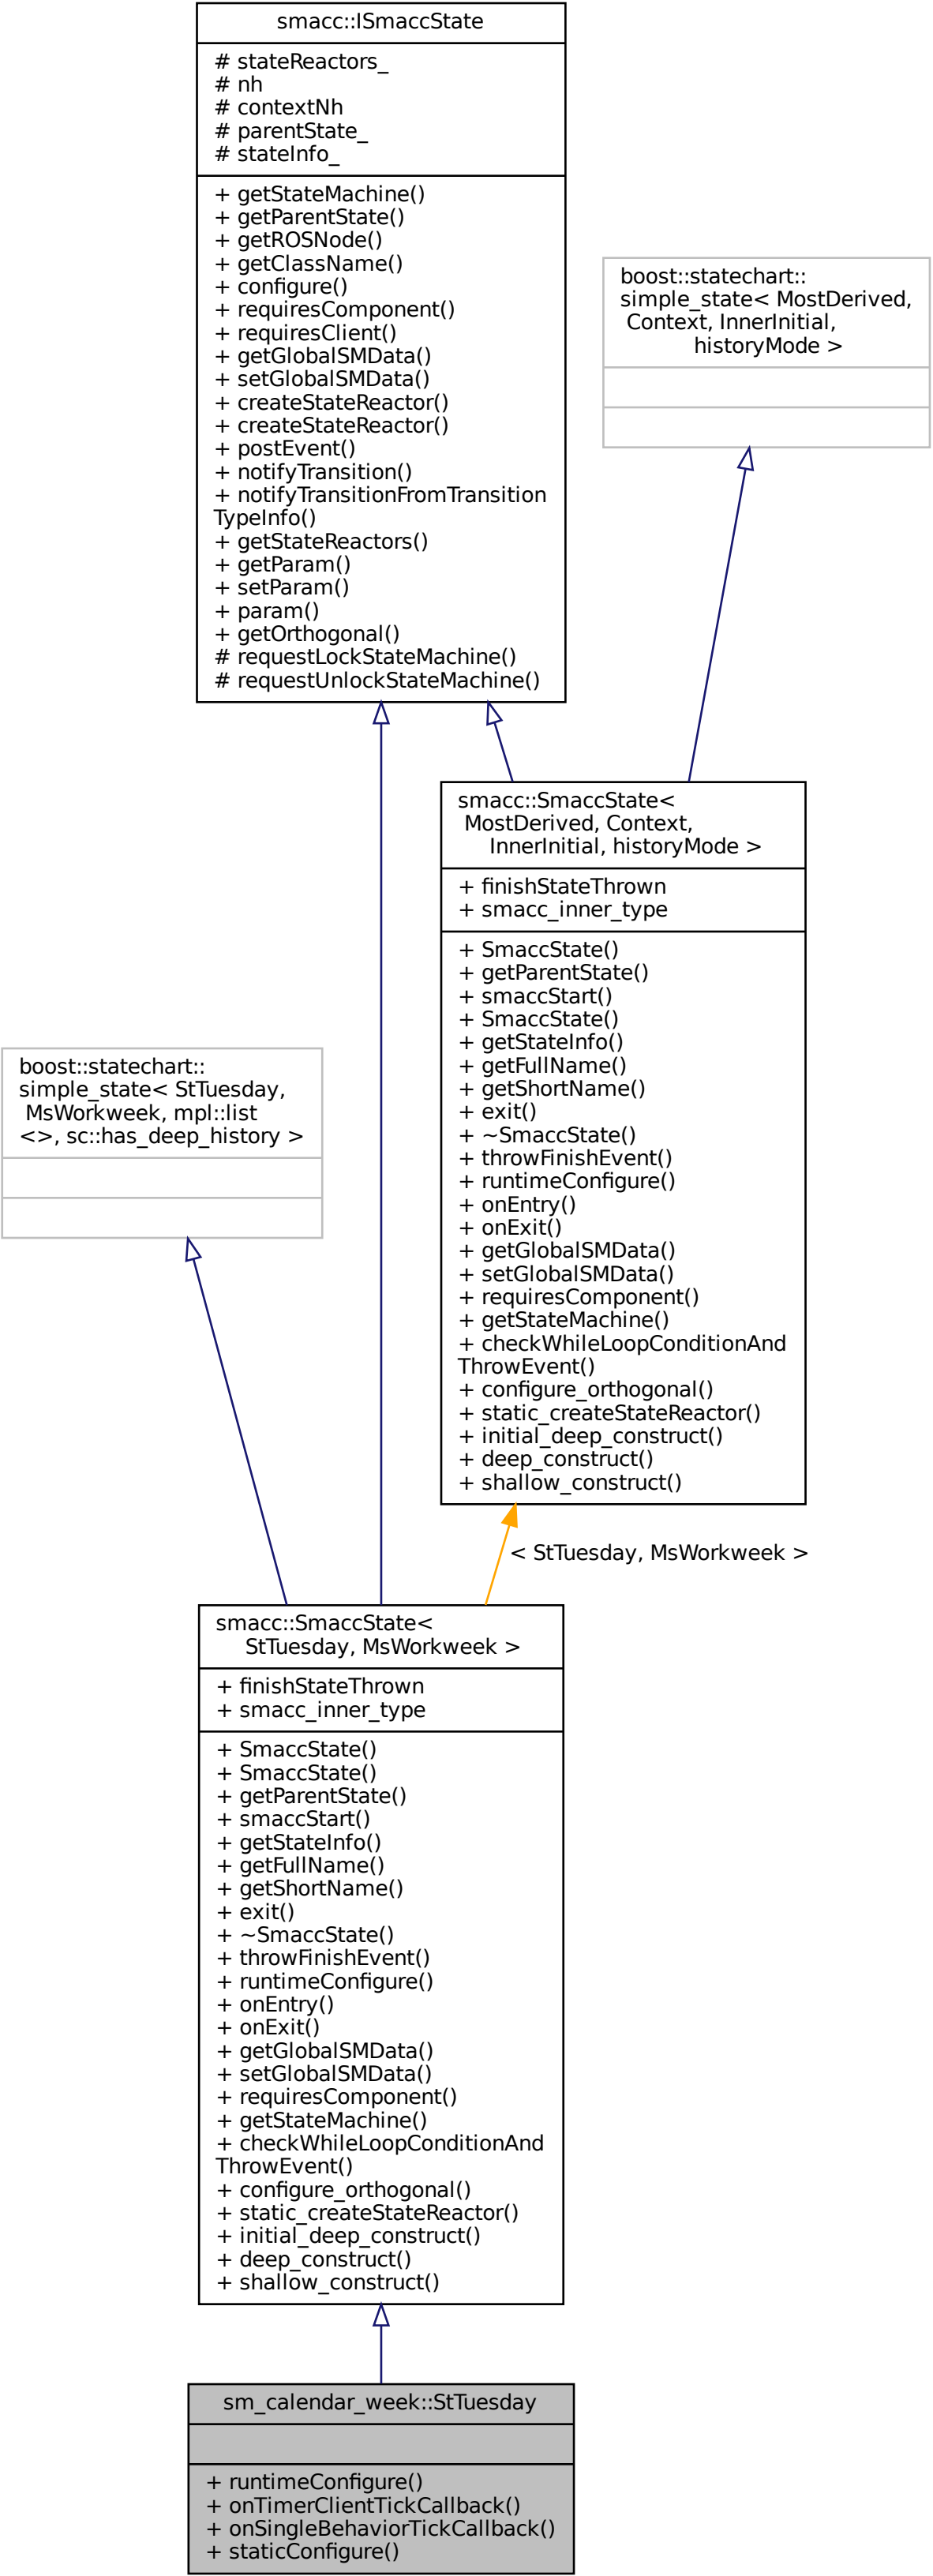 smacc::ISmaccState
# stateReactors_
# nh
# contextNh
# parentState_
# stateInfo_
+ getStateMachine()
+ getParentState()
+ getROSNode()
+ getClassName()
+ configure()
+ requiresComponent()
+ requiresClient()
+ getGlobalSMData()
+ setGlobalSMData()
+ createStateReactor()
+ createStateReactor()
+ postEvent()
+ notifyTransition()
+ notifyTransitionFromTransition
TypeInfo()
+ getStateReactors()
+ getParam()
+ setParam()
+ param()
+ getOrthogonal()
# requestLockStateMachine()
# requestUnlockStateMachine()
boost::statechart::
simple_state< MostDerived,
Context, InnerInitial,
historyMode >
smacc::SmaccState<
MostDerived, Context,
InnerInitial, historyMode >
+ finishStateThrown
+ smacc_inner_type
+ SmaccState()
+ getParentState()
+ smaccStart()
+ SmaccState()
+ getStateInfo()
+ getFullName()
+ getShortName()
+ exit()
+ ~SmaccState()
+ throwFinishEvent()
+ runtimeConfigure()
+ onEntry()
+ onExit()
+ getGlobalSMData()
+ setGlobalSMData()
+ requiresComponent()
+ getStateMachine()
+ checkWhileLoopConditionAnd
ThrowEvent()
+ configure_orthogonal()
+ static_createStateReactor()
+ initial_deep_construct()
+ deep_construct()
+ shallow_construct()
boost::statechart::
simple_state< StTuesday,
MsWorkweek, mpl::list
<>, sc::has_deep_history >
< StTuesday, MsWorkweek >
smacc::SmaccState<
StTuesday, MsWorkweek >
+ finishStateThrown
+ smacc_inner_type
+ SmaccState()
+ SmaccState()
+ getParentState()
+ smaccStart()
+ getStateInfo()
+ getFullName()
+ getShortName()
+ exit()
+ ~SmaccState()
+ throwFinishEvent()
+ runtimeConfigure()
+ onEntry()
+ onExit()
+ getGlobalSMData()
+ setGlobalSMData()
+ requiresComponent()
+ getStateMachine()
+ checkWhileLoopConditionAnd
ThrowEvent()
+ configure_orthogonal()
+ static_createStateReactor()
+ initial_deep_construct()
+ deep_construct()
+ shallow_construct()
sm_calendar_week::StTuesday
+ runtimeConfigure()
+ onTimerClientTickCallback()
+ onSingleBehaviorTickCallback()
+ staticConfigure()